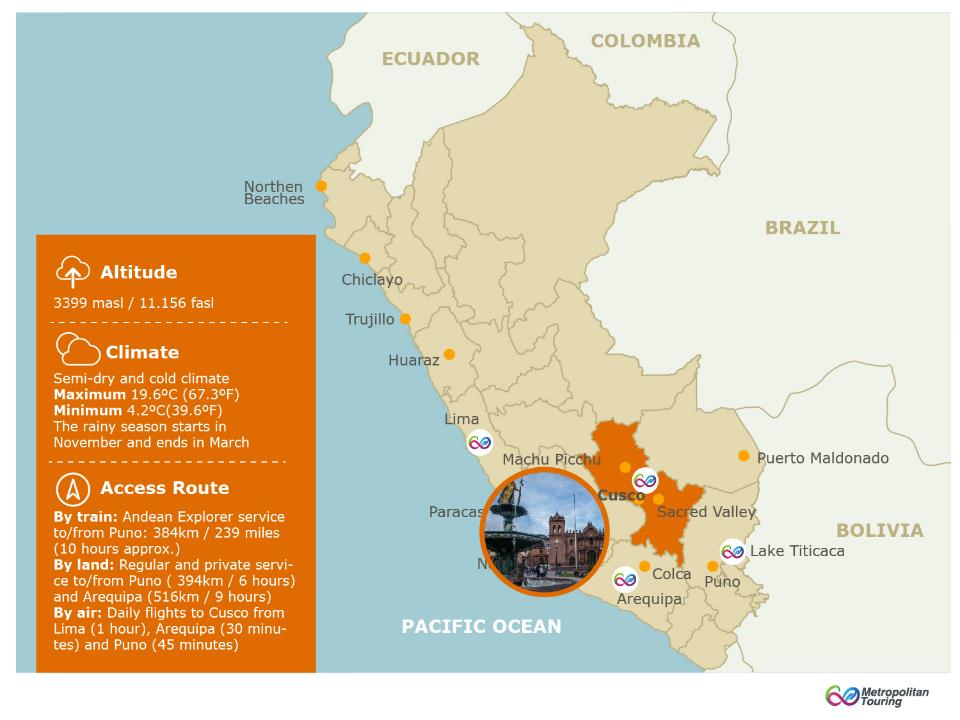 ECUADOR
COLOMBIA
BRAZIL
BOLIVIA
PACIFIC OCEAN
Northen
Beaches
Chiclayo
Trujillo
Huaraz
Lima
Machu Picchu
Cusco
Sacred Valley
Puerto Maldonado
Paracas
Lake Titicaca
Colca
Puno
Arequipa
Altitude
3399 masl / 11.156 fasl
Climate
Semi-dry and cold climate
Maximum 19.6ºC (67.3ºF)
Minimum 4.2ºC(39.6ºF)
The rainy season starts in
November and ends in March
Access Route
By train: Andean Explorer service
to/from Puno: 384km / 239 miles
(10 hours approx.)
By land: Regular and private servi-
ce to/from Puno ( 394km / 6 hours)
and Arequipa (516km / 9 hours)
By air: Daily flights to Cusco from
Lima (1 hour), Arequipa (30 minu-
tes) and Puno (45 minutes)
Metropolitan
Touring